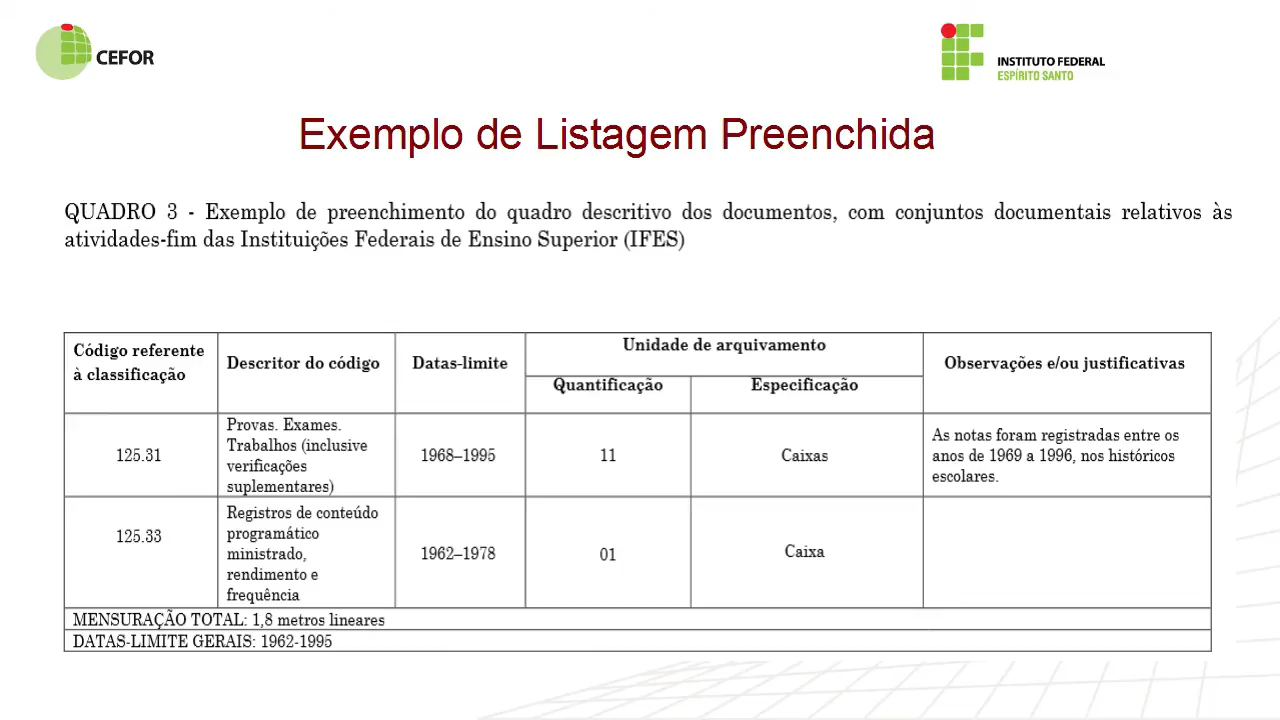 CEFOR
INSTITUTO FEDERAL
ESPÍRITO SANTO
Exemplo de Listagem Preenchida
QUADRO 3 - Exemplo de preenchimento do quadro descritivo dos documentos, com conjuntos documentais relativos às
atividades-fim das Instituições Federais de Ensino Superior (IFES)
Código referente
à classificação
Descritor do código
Datas-limite
Unidade de arquivamento
Quantificação
Especificação
Observações e/ou justificativas
125.31
Provas. Exames.
Trabalhos (inclusive
verificações
suplementares)
1968–1995
11
Caixas
As notas foram registradas entre os
anos de 1969 a 1996, nos históricos
escolares.
125.33
Registros de conteúdo
programático
ministrado,
rendimento e
frequência
1962–1978
01
Caixa
MENSURAÇÃO TOTAL: 1,8 metros lineares
DATAS-LIMITE GERAIS: 1962-1995